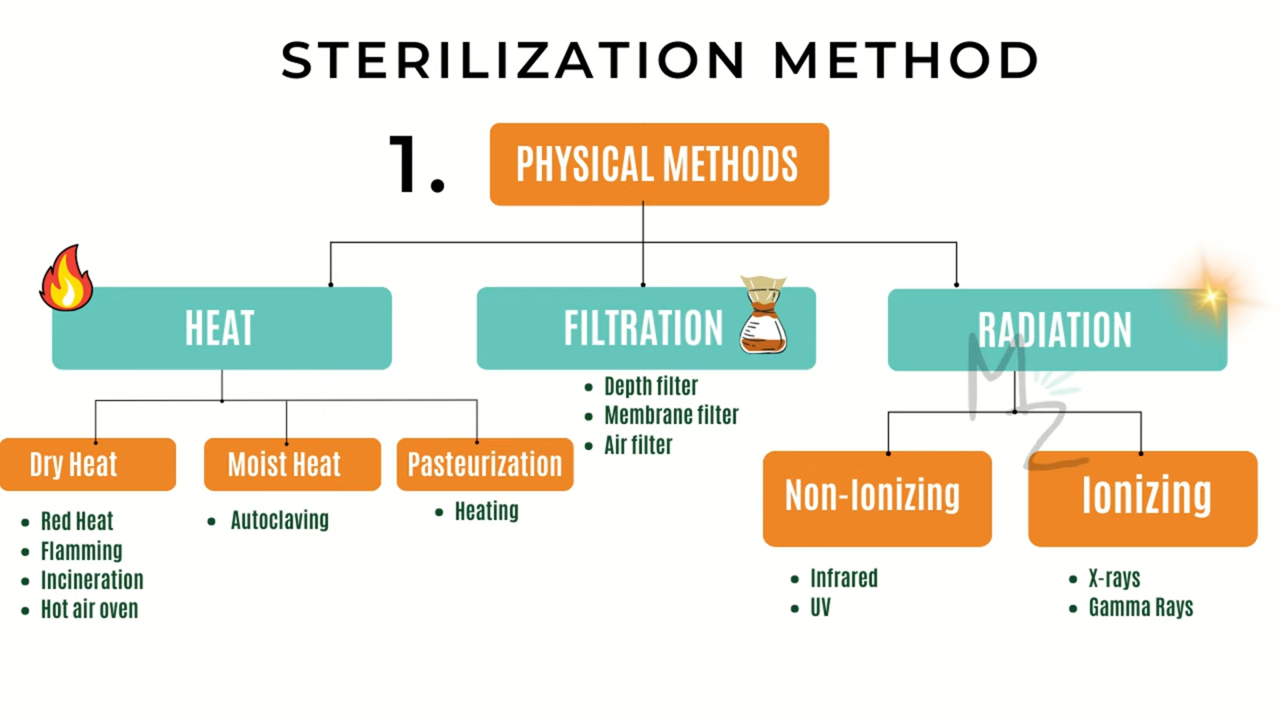 STERILIZATION METHOD
1.
PHYSICAL METHODS
HEAT
FILTRATION
RADIATION
• Depth filter
• Membrane filter
• Air filter
Dry Heat
Moist Heat
Pasteurization
• Red Heat
• Flamming
• Incineration
• Hot air oven
• Autoclaving
• Heating
Non-Ionizing
Ionizing
• Infrared
• UV
• X-rays
• Gamma Rays
MZ